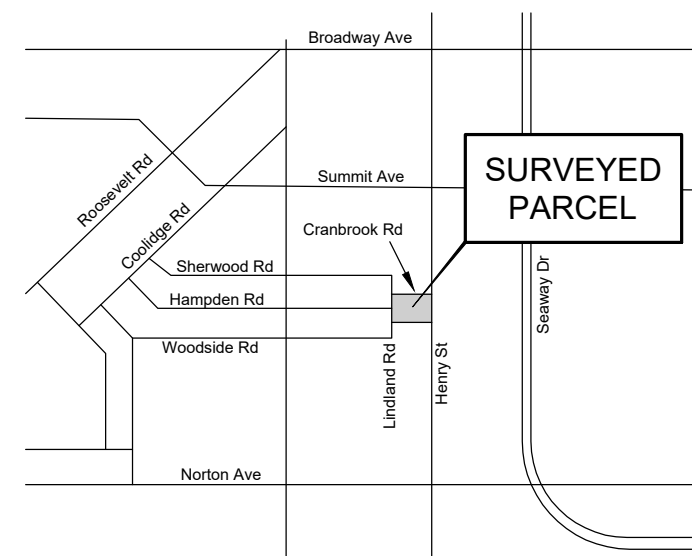 Broadway Ave
Roosevelt Rd
Summit Ave
SURVEYED
PARCEL
Coolidge Rd
Cranbrook Rd
Sherwood Rd
Hampden Rd
Woodside Rd
Lindland Rd
Henry St
Seaway Dr
Norton Ave